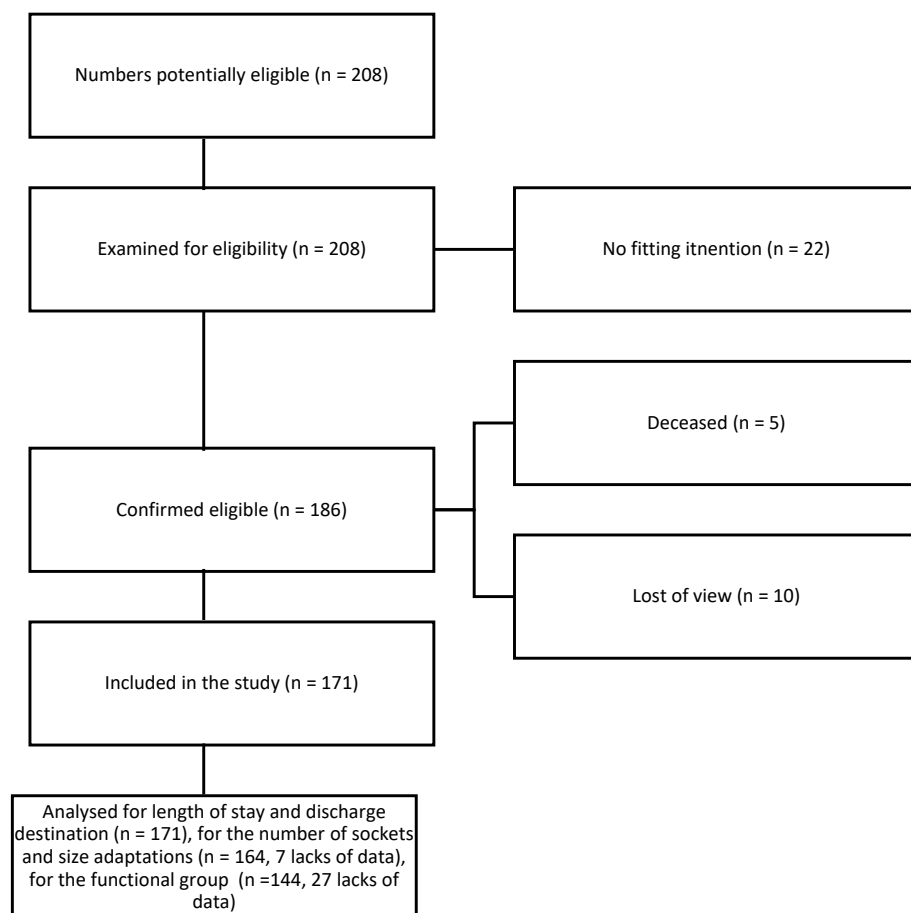 Numbers potentially eligible (n = 208)
Examined for eligibility (n = 208)
No fitting itnention (n = 22)
Deceased (n = 5)
Confirmed eligible (n = 186)
Lost of view (n = 10)
Included in the study (n = 171)
Analysed for length of stay and discharge
destination (n = 171), for the number of sockets
and size adaptations (n = 164, 7 lacks of data),
for the functional group  (n =144, 27 lacks of
data)